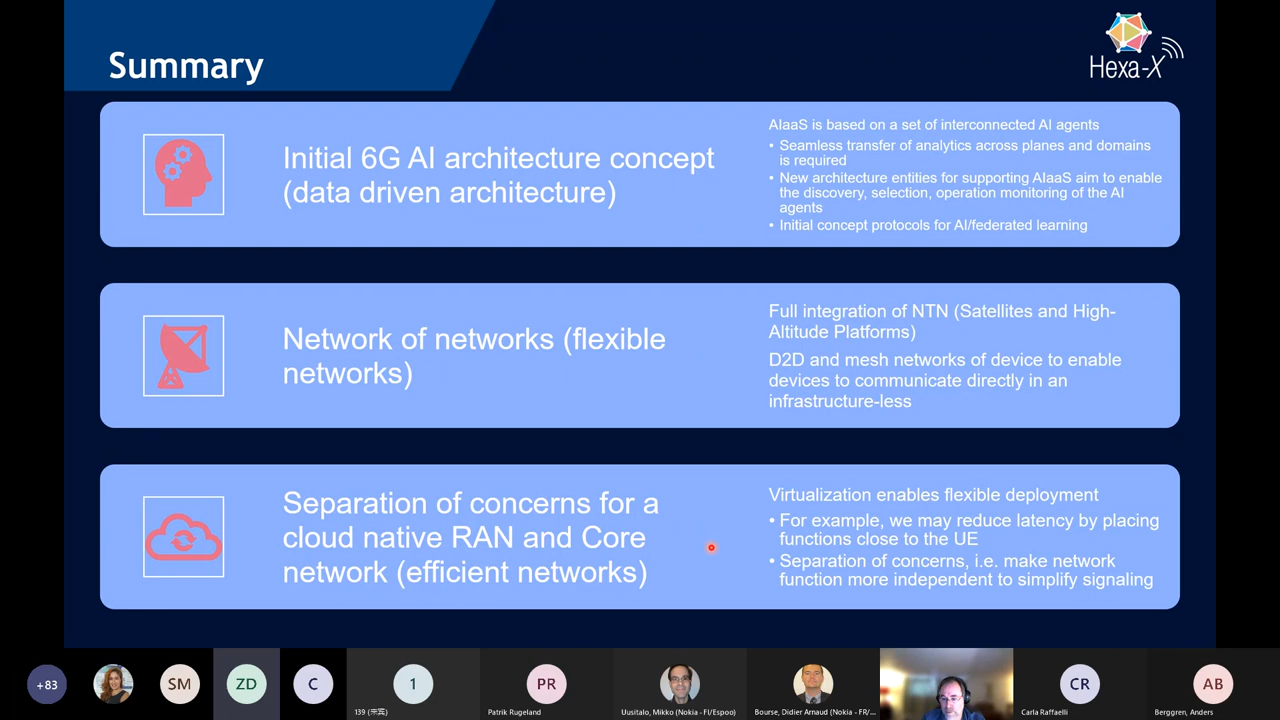 Summary
Hexa-X
Initial 6G AI architecture concept
(data driven architecture)
AIaaS is based on a set of interconnected AI agents
• Seamless transfer of analytics across planes and domains
is required
• New architecture entities for supporting AIaaS aim to enable
the discovery, selection, operation monitoring of the AI
agents
• Initial concept protocols for AI/federated learning
Network of networks (flexible
networks)
Full integration of NTN (Satellites and High-
Altitude Platforms)
D2D and mesh networks of device to enable
devices to communicate directly in an
infrastructure-less
Separation of concerns for a
cloud native RAN and Core
network (efficient networks)
Virtualization enables flexible deployment
• For example, we may reduce latency by placing
functions close to the UE
• Separation of concerns, i.e. make network
function more independent to simplify signaling
+83
SM
ZD
C
1
139 (宋宾)
PR
Patrik Rugeland
Uusitalo, Mikko (Nokia - FI/Espoo)
Bourse, Didier Arnaud (Nokia - FR/...
CR
Carla Raffaelli
AB
Berggren, Anders